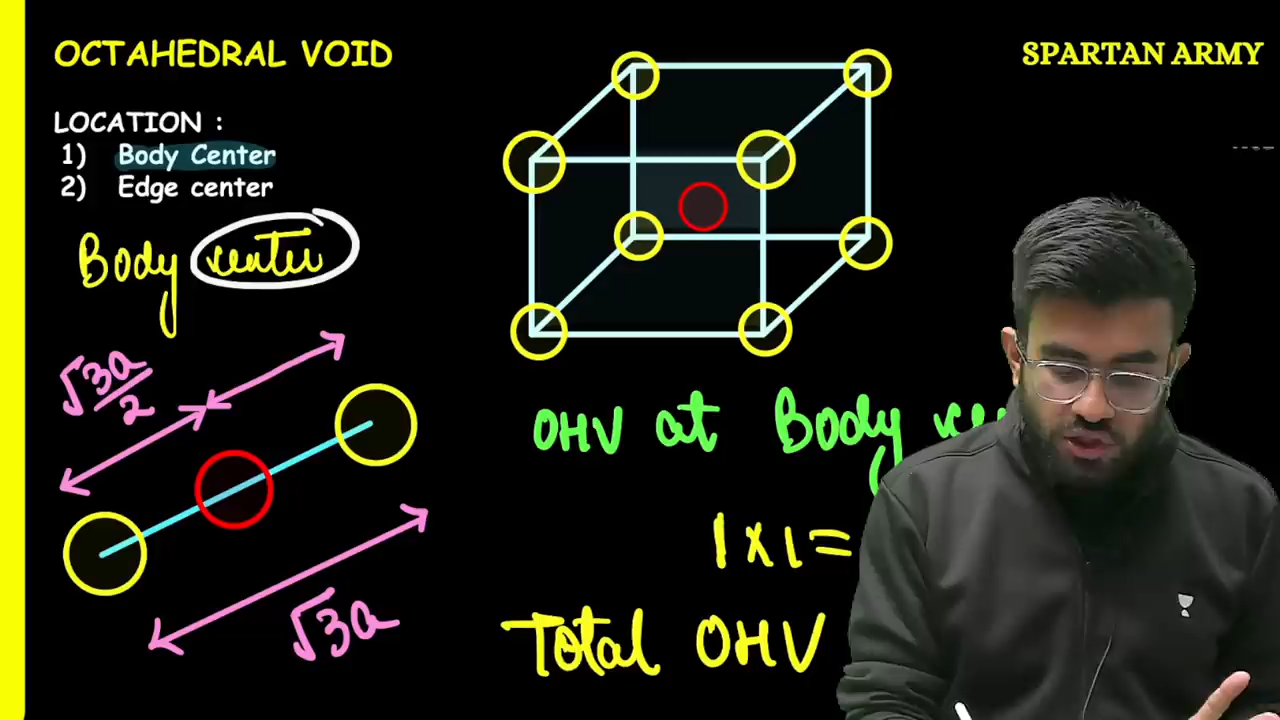 OCTAHEDRAL VOID
SPARTAN ARMY
LOCATION :
1) Body Center
2) Edge center
Body center
√3a/2
√3a
OHV at Body
1 x 1 =
Total OHV